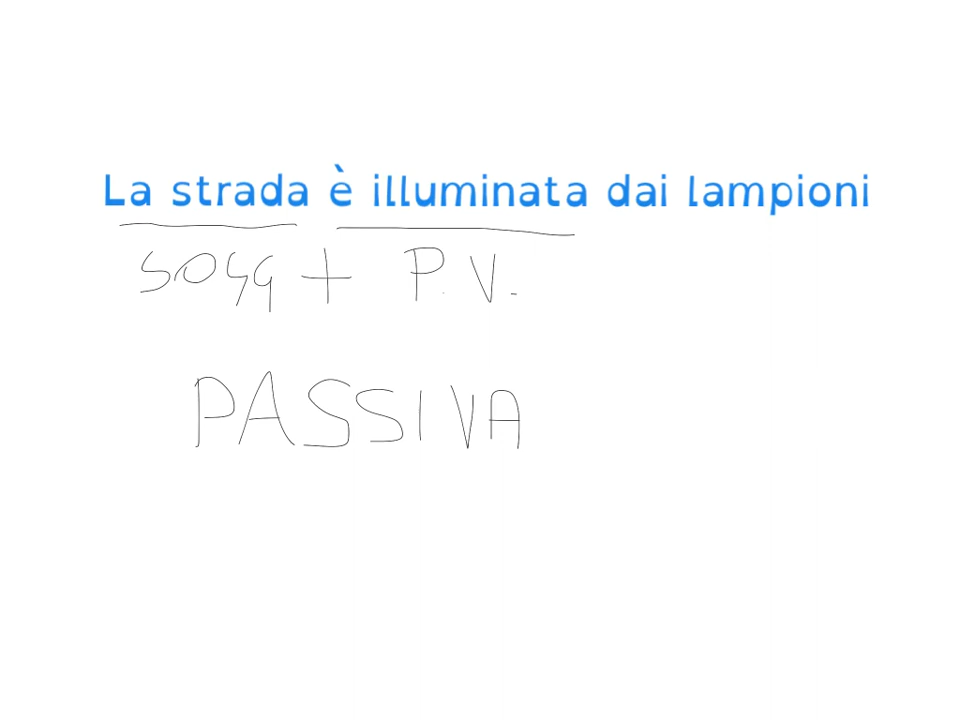 La strada è illuminata dai lampioni
sogg + P.V.
PASSIVA